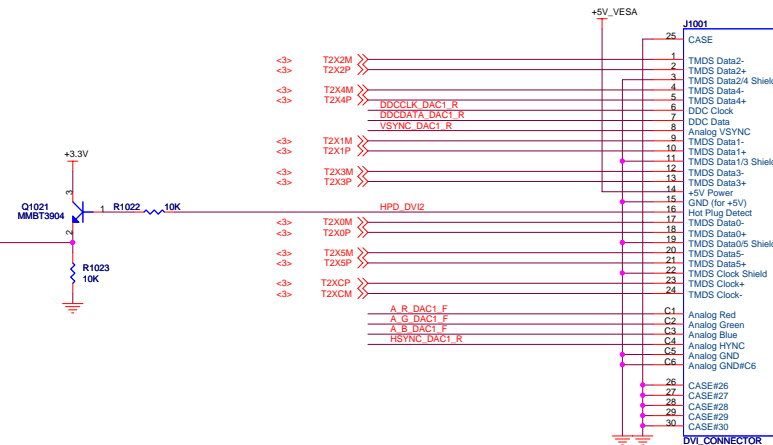 +5V_VESA
J1001
25 CASE
<3> T2X2M 1 TMDS Data2-
<3> T2X2P 2 TMDS Data2+
3 TMDS Data2/4 Shield
<3> T2X4M 4 TMDS Data4-
<3> T2X4P 5 TMDS Data4+
DDCCLK_DAC1_R 6 DDC Clock
DDCDATA_DAC1_R 7 DDC Data
VSYNC_DAC1_R 8 Analog VSYNC
<3> T2X1M 9 TMDS Data1-
<3> T2X1P 10 TMDS Data1+
11 TMDS Data1/3 Shield
<3> T2X3M 12 TMDS Data3-
<3> T2X3P 13 TMDS Data3+
14 +5V Power
15 GND (for +5V)
+3.3V
3
Q1021
MMBT3904
1 R1022 10K HPD_DVI2 16 Hot Plug Detect
2
<3> T2X0M 17 TMDS Data0-
<3> T2X0P 18 TMDS Data0+
19 TMDS Data0/5 Shield
<3> T2X5M 20 TMDS Data5-
<3> T2X5P 21 TMDS Data5+
R1023
10K
22 TMDS Clock Shield
<3> T2XCP 23 TMDS Clock+
<3> T2XCM 24 TMDS Clock-
A_R_DAC1_F C1 Analog Red
A_G_DAC1_F C2 Analog Green
A_B_DAC1_F C3 Analog Blue
HSYNC_DAC1_R C4 Analog HYNC
C5 Analog GND
C6 Analog GND#C6
26 CASE#26
27 CASE#27
28 CASE#28
29 CASE#29
30 CASE#30
DVI_CONNECTOR